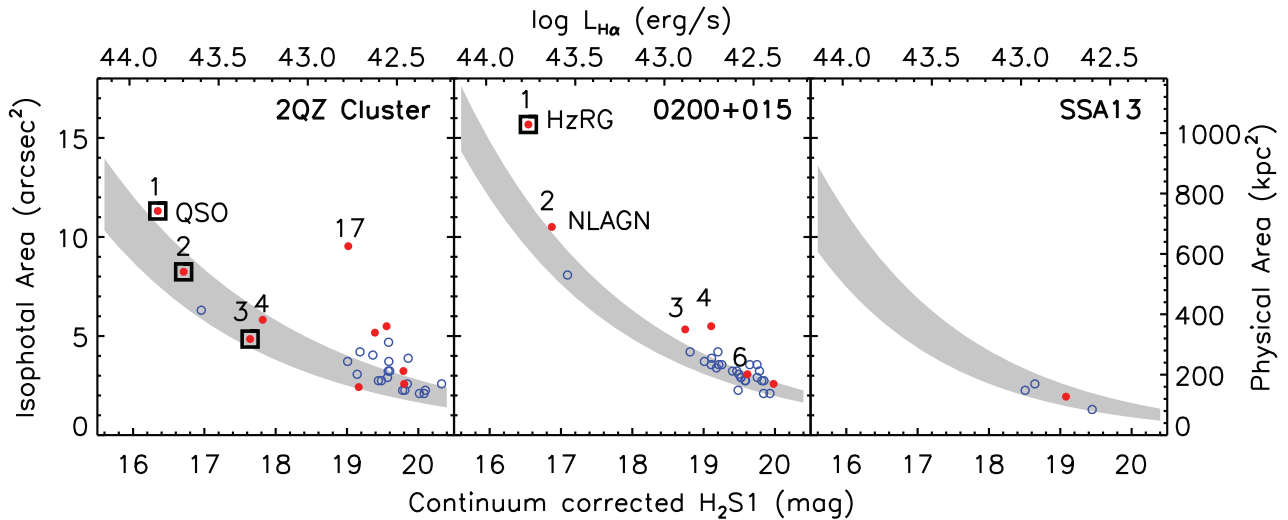 log L_Hα (erg/s)
44.0 43.5 43.0 42.5 44.0 43.5 43.0 42.5 44.0 43.5 43.0 42.5
2QZ Cluster 0200+015 SSA13
Isophotal Area (arcsec²)
15
10
5
0
1 QSO
2
3
4
17
1 HzRG
2 NLAGN
3
4
6
1000
800
600
400
200
0
Physical Area (kpc²)
16 17 18 19 20 16 17 18 19 20 16 17 18 19 20
Continuum corrected H₂S1 (mag)